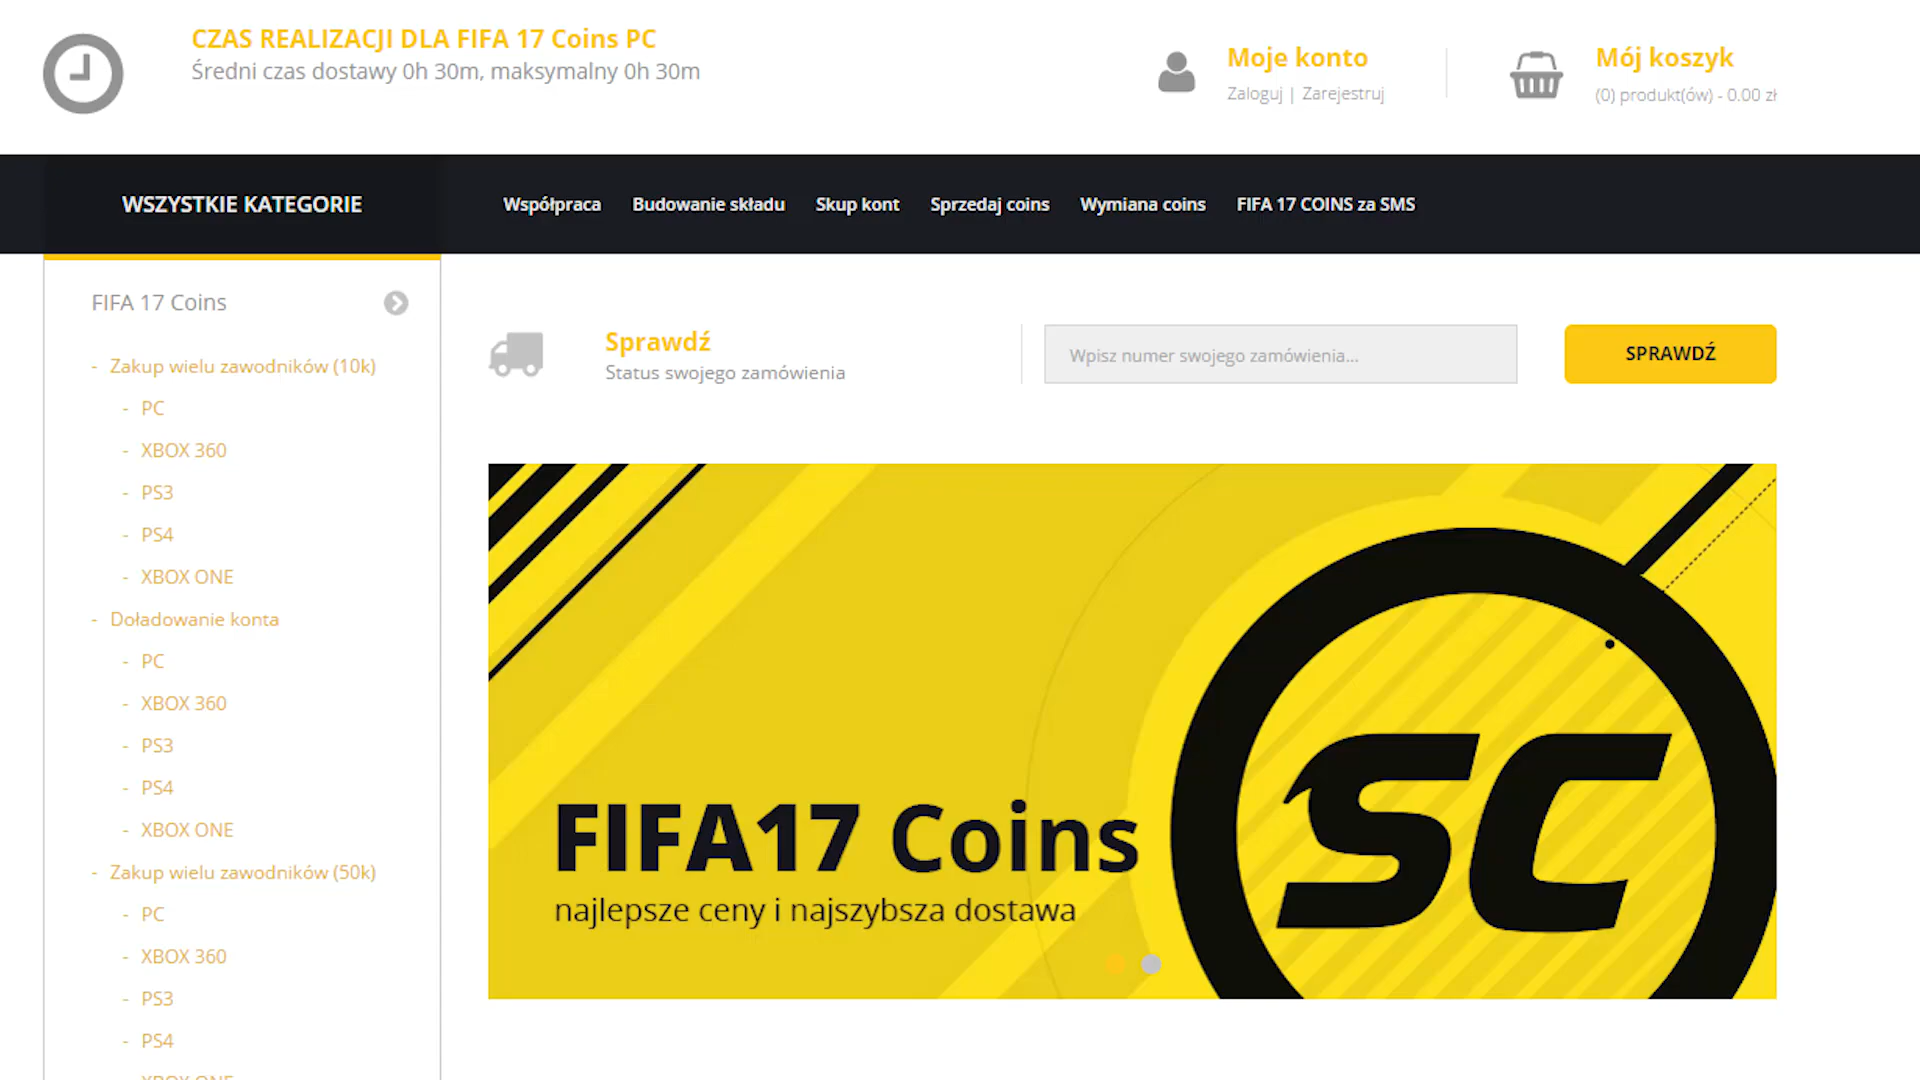 CZAS REALIZACJI DLA FIFA 17 Coins PC
Średni czas dostawy 0h 30m, maksymalny 0h 30m
Moje konto
Zaloguj | Zarejestruj
Mój koszyk
(0) produkt(ów) - 0.00 zł
WSZYSTKIE KATEGORIE
Współpraca
Budowanie składu
Skup kont
Sprzedaj coins
Wymiana coins
FIFA 17 COINS za SMS
FIFA 17 Coins
- Zakup wielu zawodników (10k)
- PC
- XBOX 360
- PS3
- PS4
- XBOX ONE
- Doładowanie konta
- PC
- XBOX 360
- PS3
- PS4
- XBOX ONE
- Zakup wielu zawodników (50k)
- PC
- XBOX 360
- PS3
- PS4
- XBOX ONE
Sprawdź
Status swojego zamówienia
Wpisz numer swojego zamówienia...
SPRAWDŹ
FIFA17 Coins
najlepsze ceny i najszybsza dostawa
SC